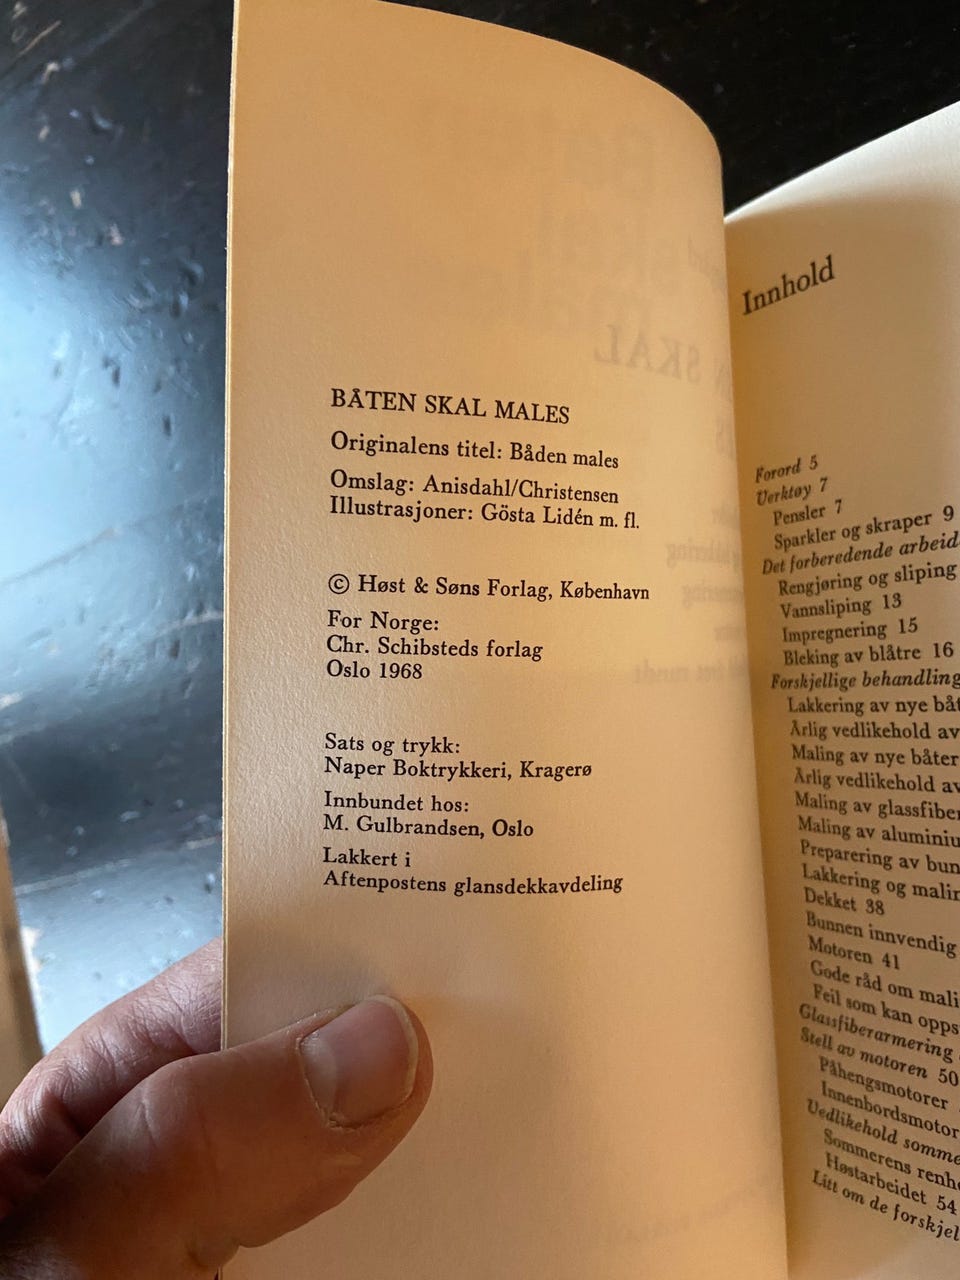 BÅTEN SKAL MALES
Originalens titel: Båden males
Omslag: Anisdahl/Christensen
Illustrasjoner: Gösta Lidén m. fl.
© Høst & Søns Forlag, København
For Norge:
Chr. Schibsteds forlag
Oslo 1968
Sats og trykk:
Naper Boktrykkeri, Kragerø
Innbundet hos:
M. Gulbrandsen, Oslo
Lakkert i
Aftenpostens glansdekkavdeling
Innhold
Forord 5
Verktøy 7
Pensler 7
Sparkler og skraper 9
Det forberedende arbeid
Rengjøring og sliping
Vannsliping 13
Impregnering 15
Bleking av blåtre 16
Forskjellige behandling
Lakkering av nye båt
Årlig vedlikehold av
Maling av nye båter
Årlig vedlikehold av
Maling av glassfiber
Maling av aluminiu
Preparering av bun
Lakkering og malin
Dekket 38
Bunnen innvendig
Motoren 41
Gode råd om mali
Feil som kan opps
Glassfiberarmering
Stell av motoren 50
Påhengsmotorer
Innenbordsmotor
Vedlikehold somme
Sommerens renh
Høstarbeidet 54
Litt om de forskjel